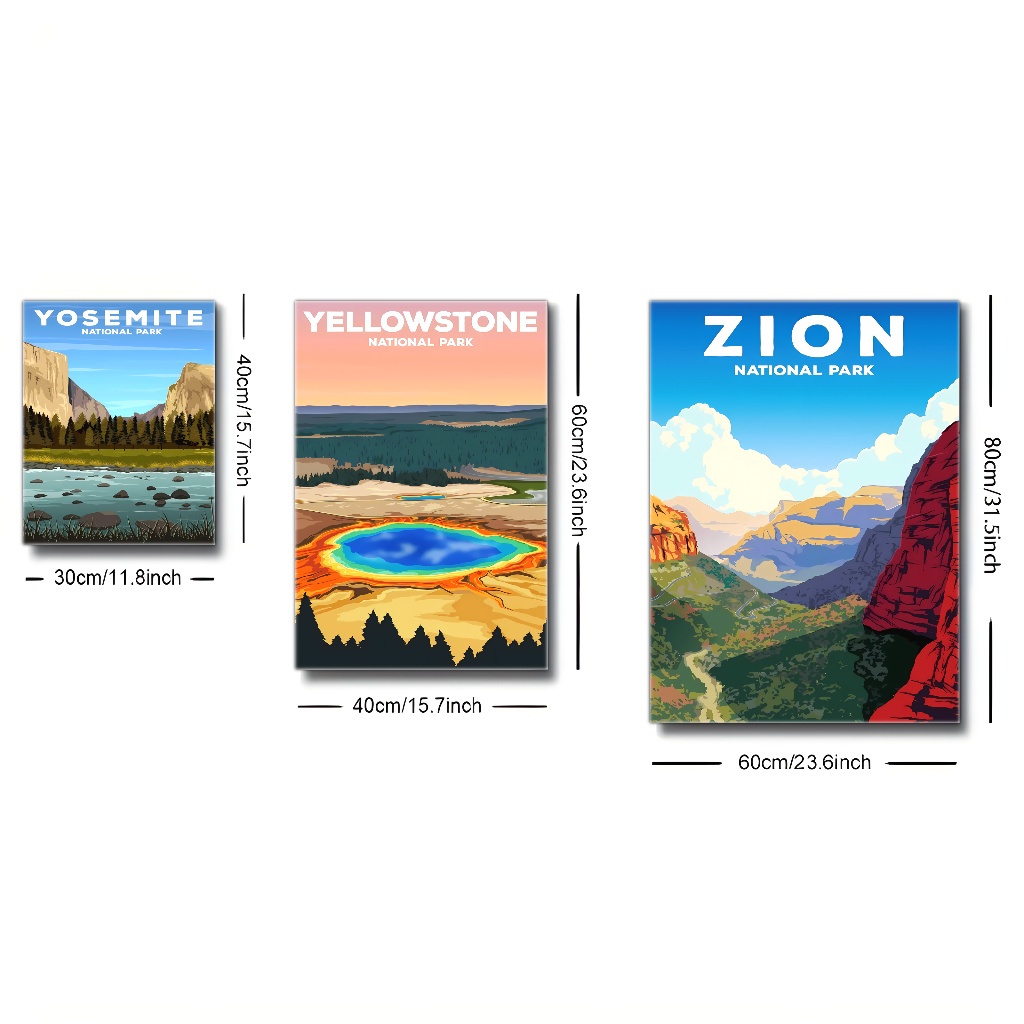 YOSEMITE
NATIONAL PARK
40cm/15.7inch
30cm/11.8inch
YELLOWSTONE
NATIONAL PARK
60cm/23.6inch
40cm/15.7inch
ZION
NATIONAL PARK
80cm/31.5inch
60cm/23.6inch